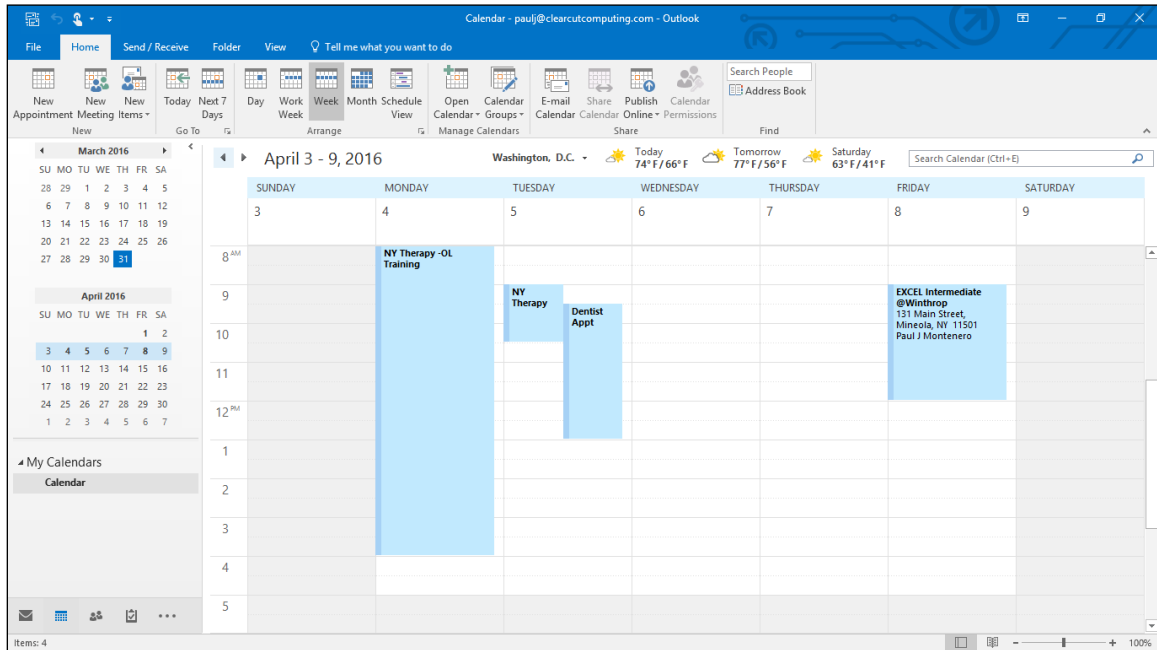 Calendar - paulj@clearcutcomputing.com - Outlook
File Home Send / Receive Folder View Tell me what you want to do
New Appointment
New Meeting
New Items
New
Today
Next 7 Days
Go To
Day
Work Week
Week
Month
Schedule View
Arrange
Open Calendar
Calendar Groups
Manage Calendars
E-mail Calendar
Share Calendar
Publish Online
Calendar Permissions
Share
Search People
Address Book
Find
March 2016
SU MO TU WE TH FR SA
28 29 1 2 3 4 5
6 7 8 9 10 11 12
13 14 15 16 17 18 19
20 21 22 23 24 25 26
27 28 29 30 31
April 2016
SU MO TU WE TH FR SA
1 2
3 4 5 6 7 8 9
10 11 12 13 14 15 16
17 18 19 20 21 22 23
24 25 26 27 28 29 30
1 2 3 4 5 6 7
My Calendars
Calendar
April 3 - 9, 2016
Washington, D.C.
Today
74°F/66°F
Tomorrow
77°F/56°F
Saturday
63°F/41°F
Search Calendar (Ctrl+E)
SUNDAY MONDAY TUESDAY WEDNESDAY THURSDAY FRIDAY SATURDAY
3 4 5 6 7 8 9
8 AM
9
10
11
12 PM
1
2
3
4
5
NY Therapy -OL
Training
NY
Therapy
Dentist
Appt
EXCEL Intermediate
@Winthrop
131 Main Street,
Mineola, NY 11501
Paul J Montenero
Items: 4
100%